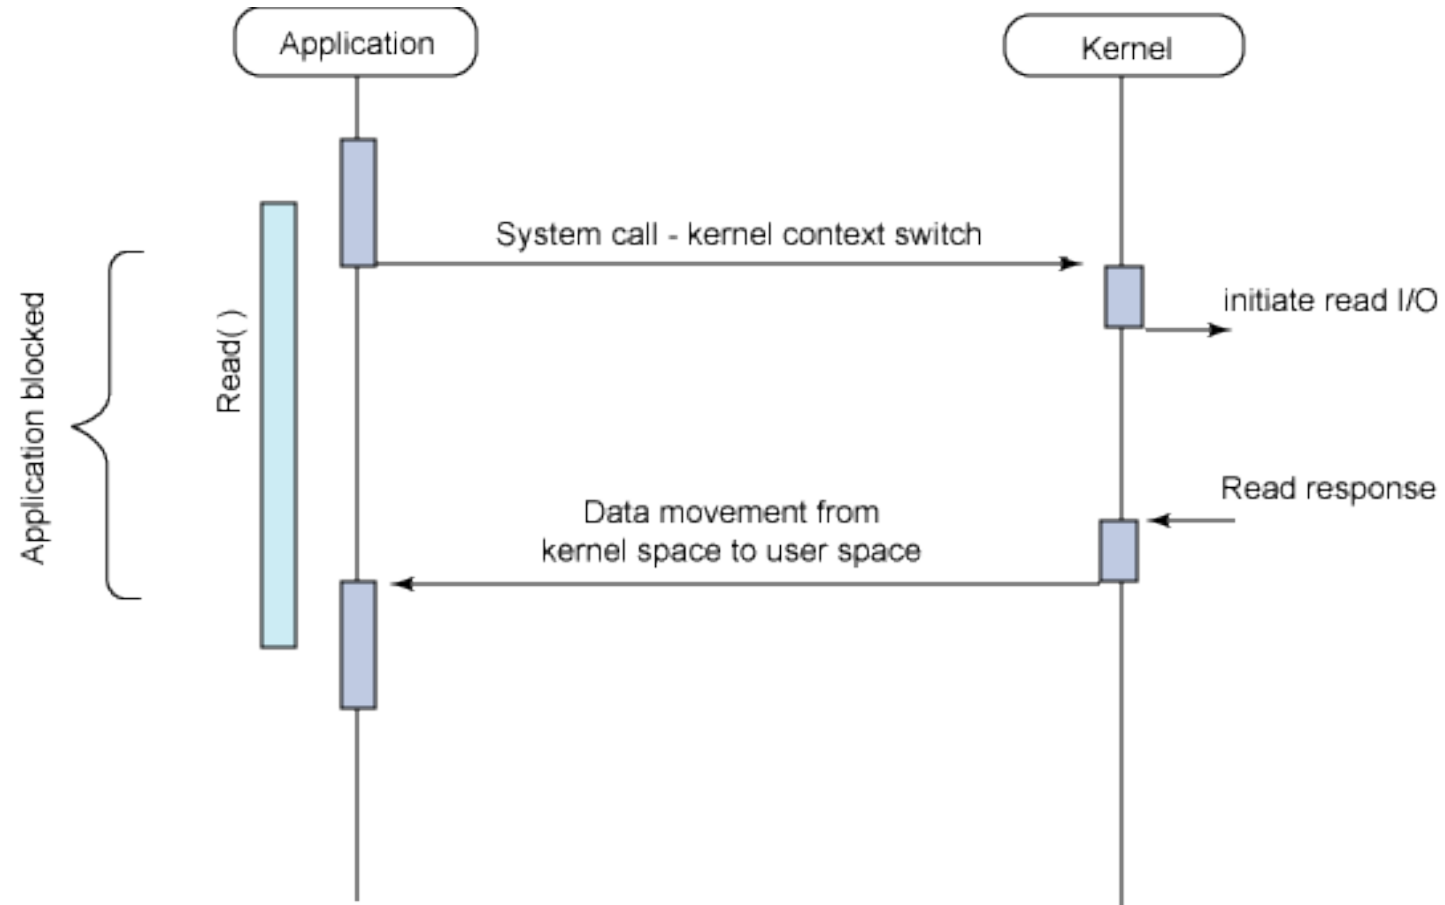 Application
Kernel
System call - kernel context switch
initiate read I/O
Read( )
Application blocked
Read response
Data movement from
kernel space to user space